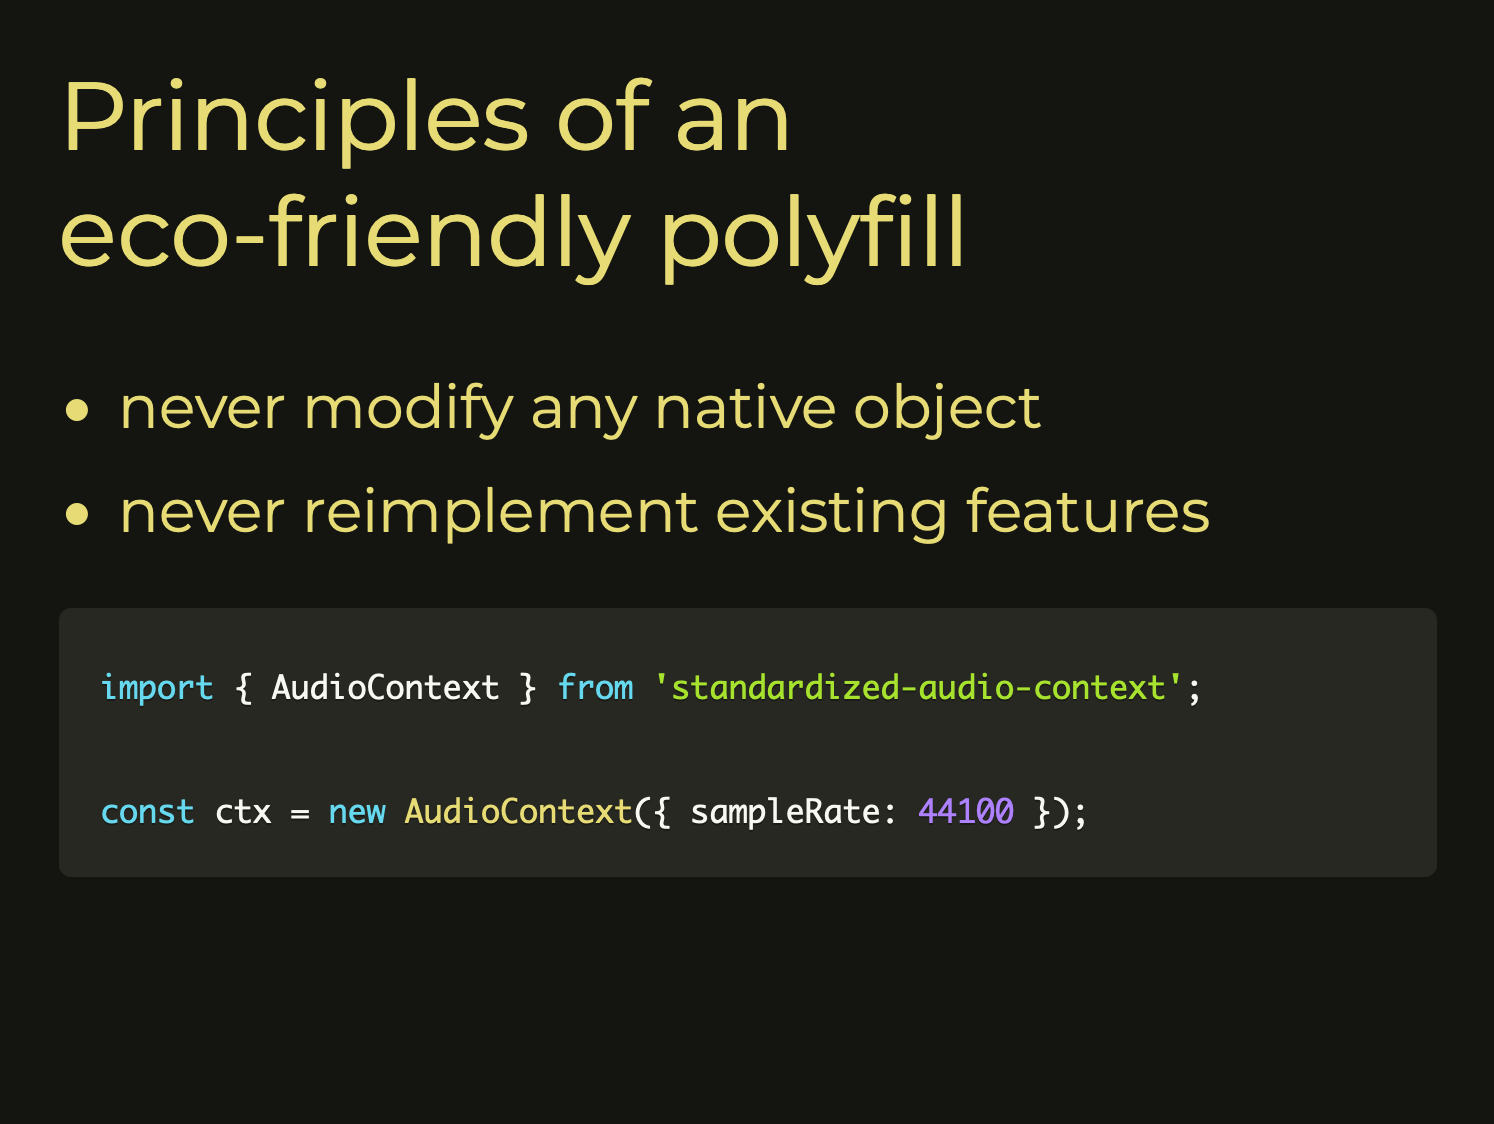 Principles of an
eco-friendly polyfill
• never modify any native object
• never reimplement existing features
import { AudioContext } from 'standardized-audio-context';
const ctx = new AudioContext({ sampleRate: 44100 });